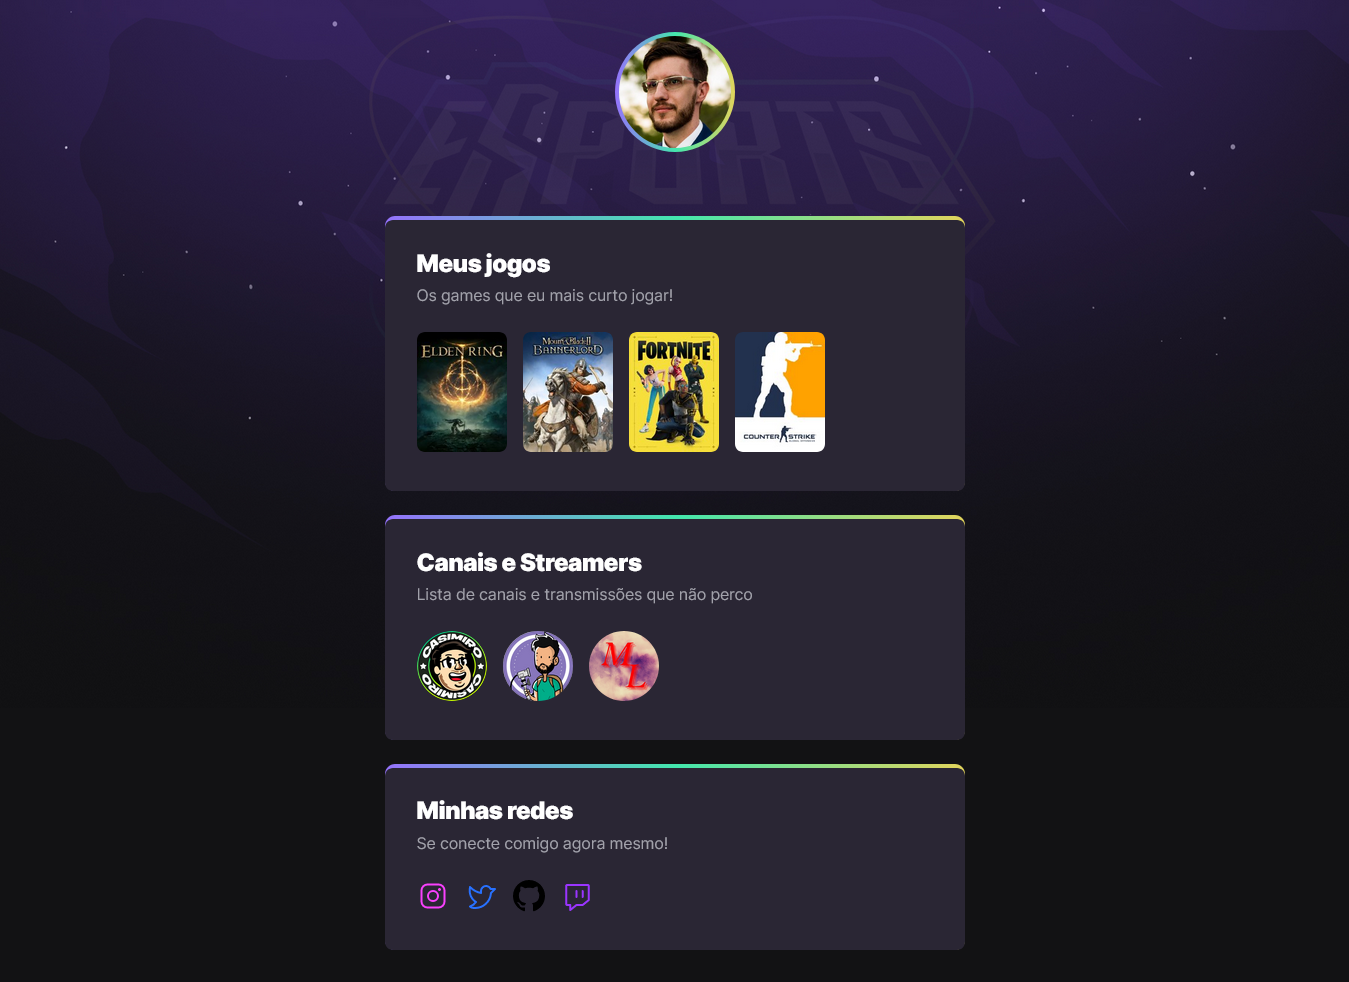 ESPORTS
Meus jogos
Os games que eu mais curto jogar!
ELDEN RING
Mount & Blade II
BANNERLORD
FORTNITE
COUNTER STRIKE
Canais e Streamers
Lista de canais e transmissões que não perco
CASIMIRO
CASIMIRO
ML
Minhas redes
Se conecte comigo agora mesmo!